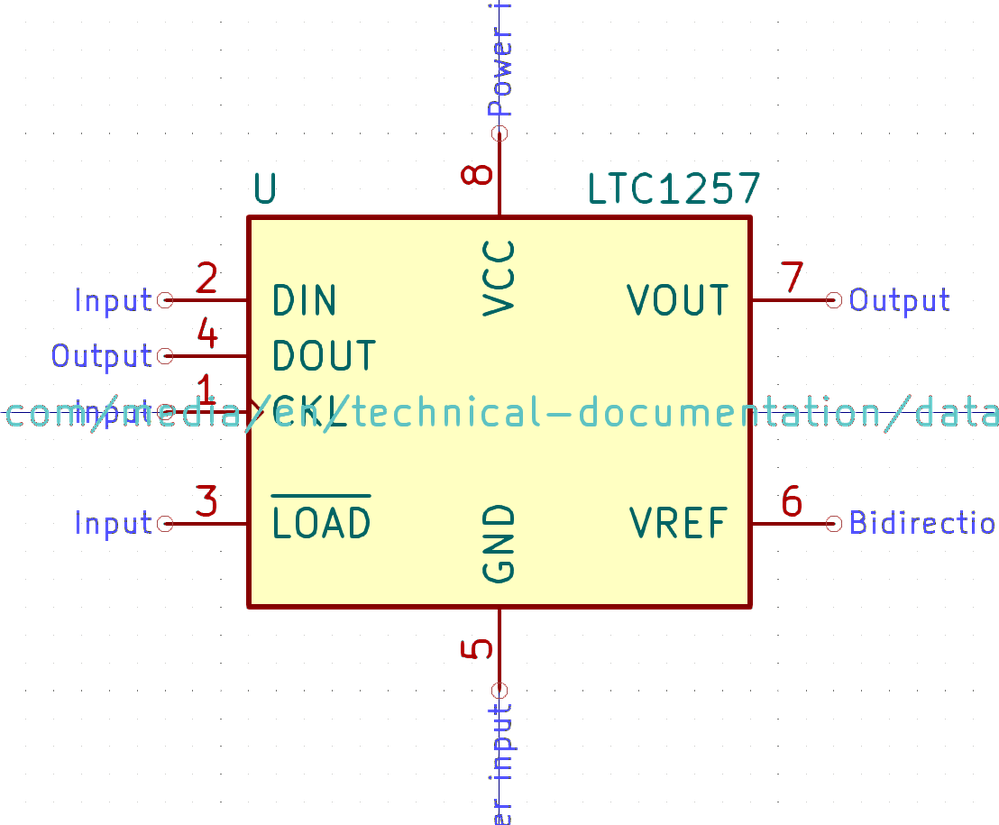 Power i
8
U LTC1257
VCC
Input 2 DIN VOUT 7 Output
Output 4 DOUT
Input 1 CKL
com/media/en/technical-documentation/data
Input 3 LOAD VREF 6 Bidirectio
GND
5
er input